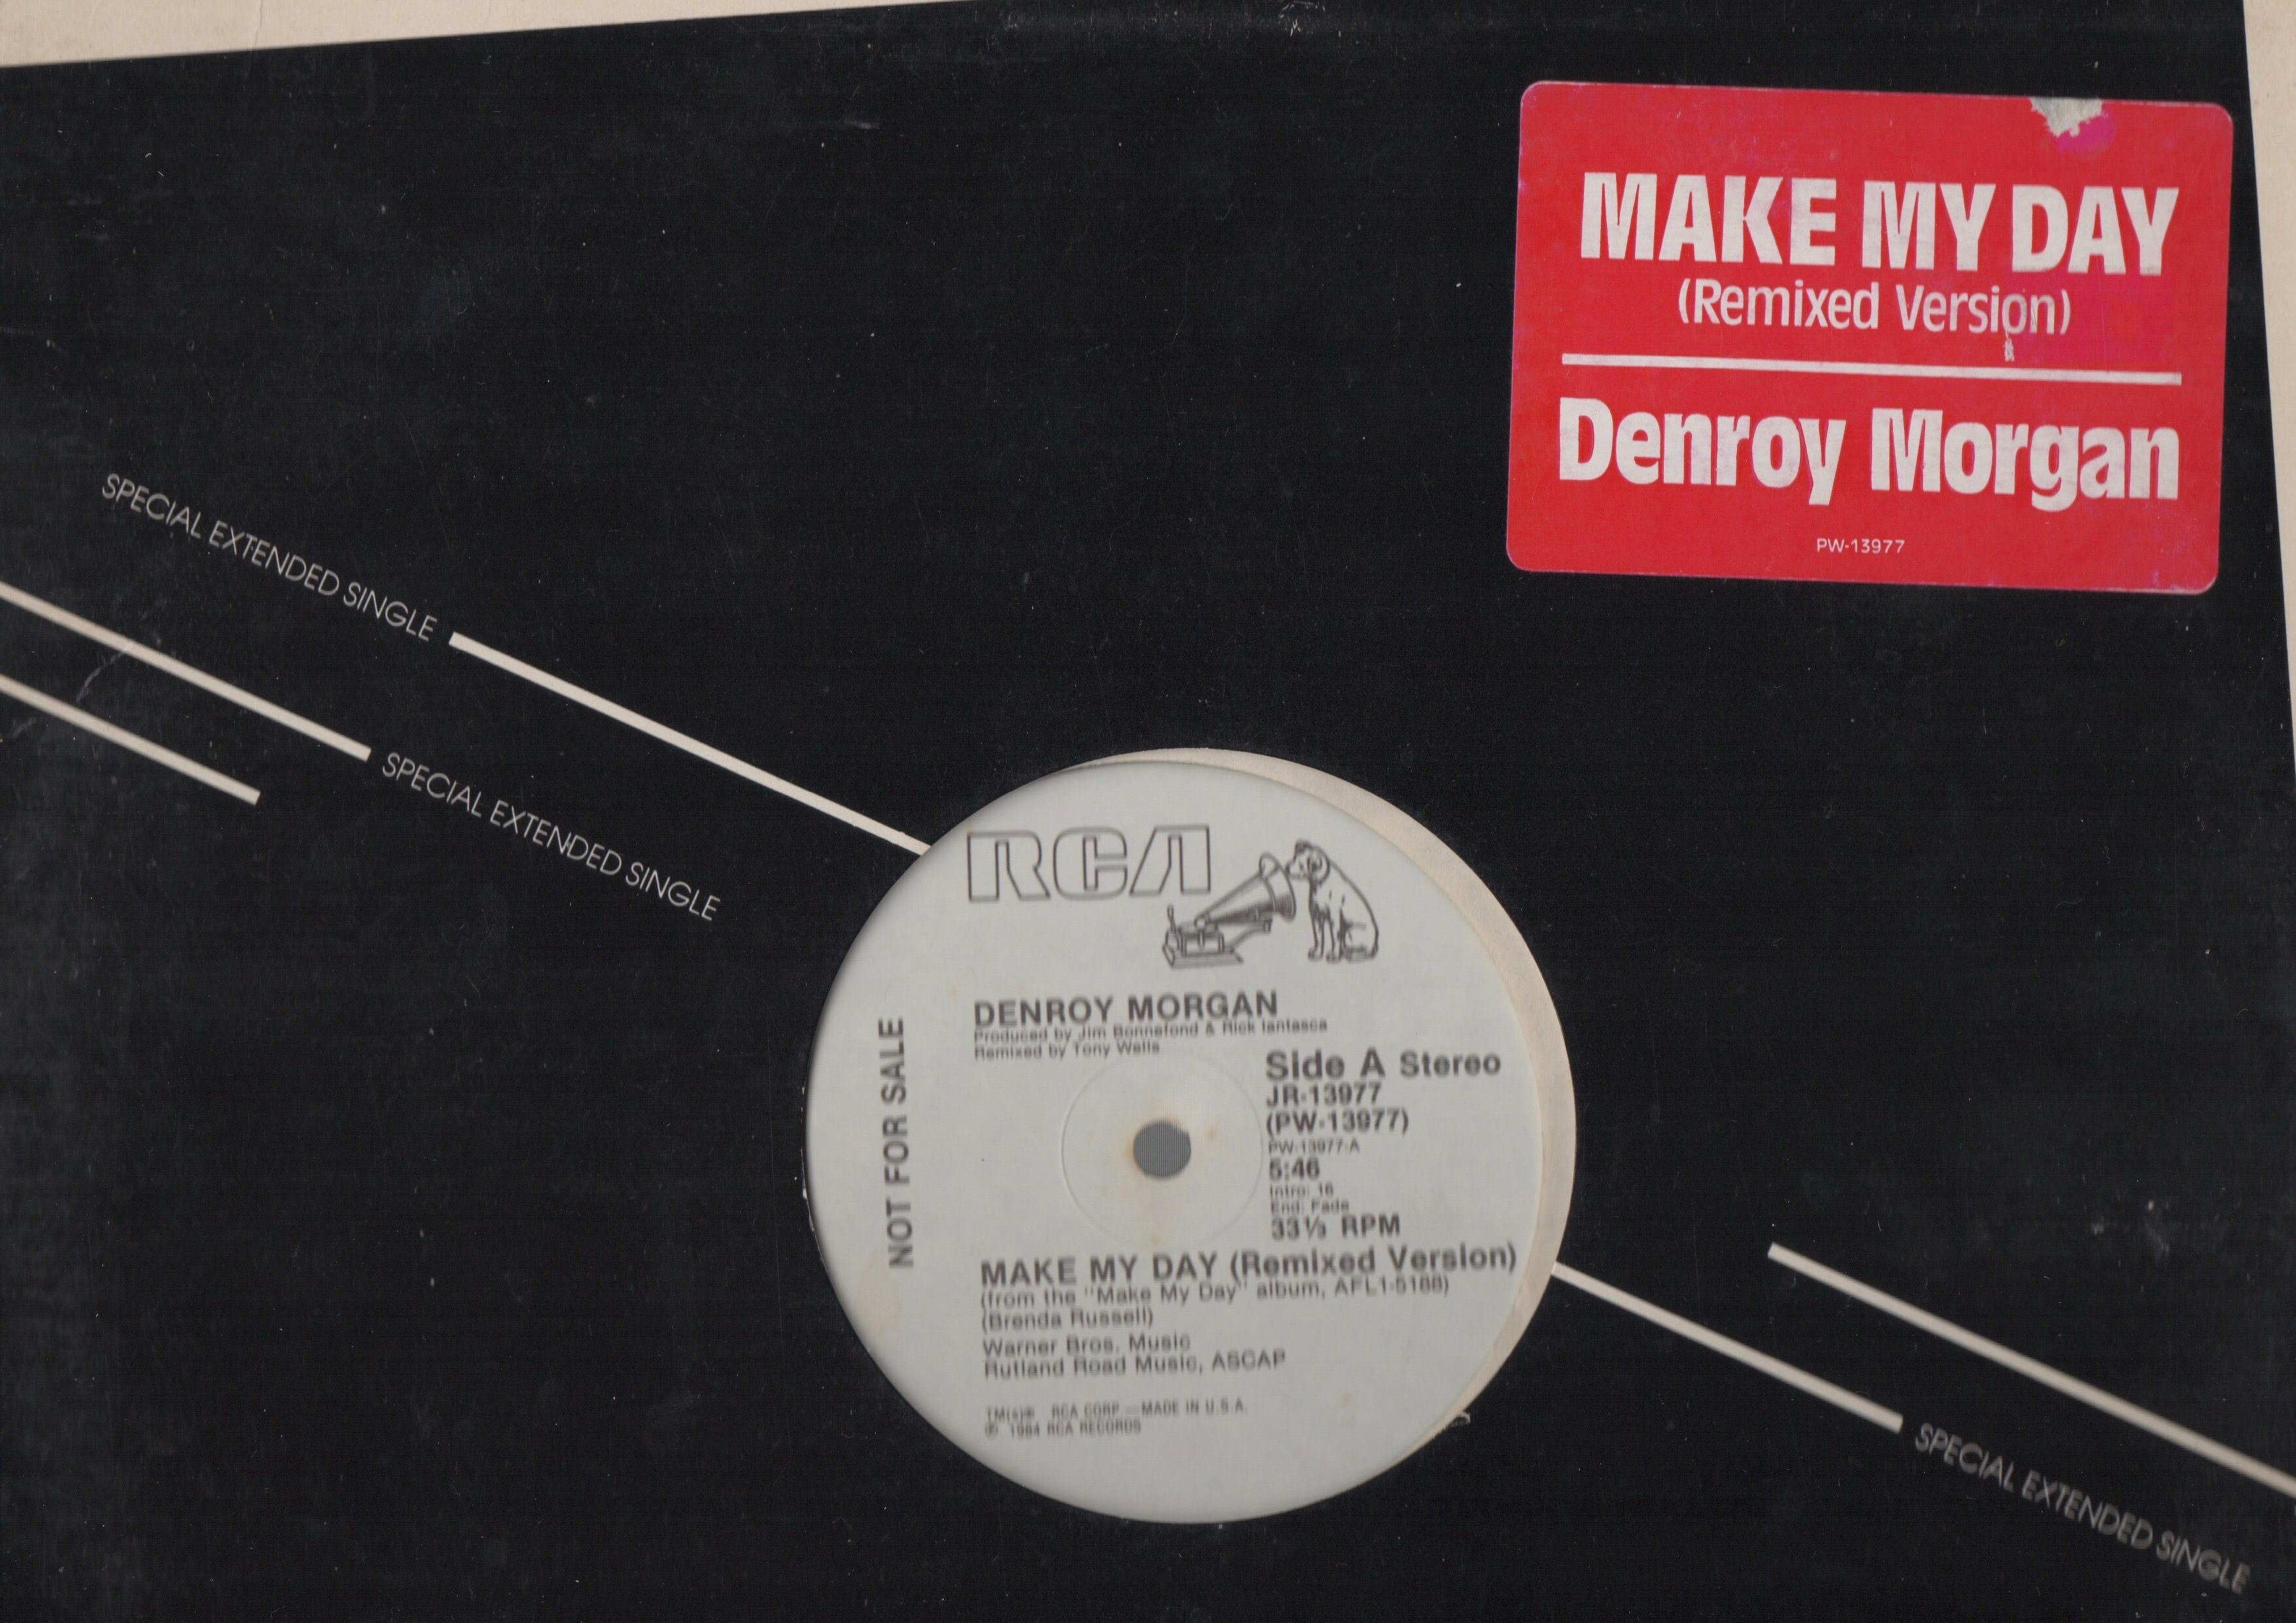 MAKE MY DAY
(Remixed Version)
Denroy Morgan
PW-13977
SPECIAL EXTENDED SINGLE
SPECIAL EXTENDED SINGLE
RCA
DENROY MORGAN
Produced by Jim Bonnefond & Rick Iantasca
Remixed by Tony Wells
NOT FOR SALE
Side A Stereo
JR-13977
(PW-13977)
PW-13977-A
5:46
Intro: 16
End: Fade
33⅓ RPM
MAKE MY DAY (Remixed Version)
(from the "Make My Day" album, AFL1-5188)
(Brenda Russell)
Warner Bros. Music
Rutland Road Music, ASCAP
TM(s)® RCA CORP.—MADE IN U.S.A.
℗ 1984 RCA RECORDS
SPECIAL EXTENDED SINGLE